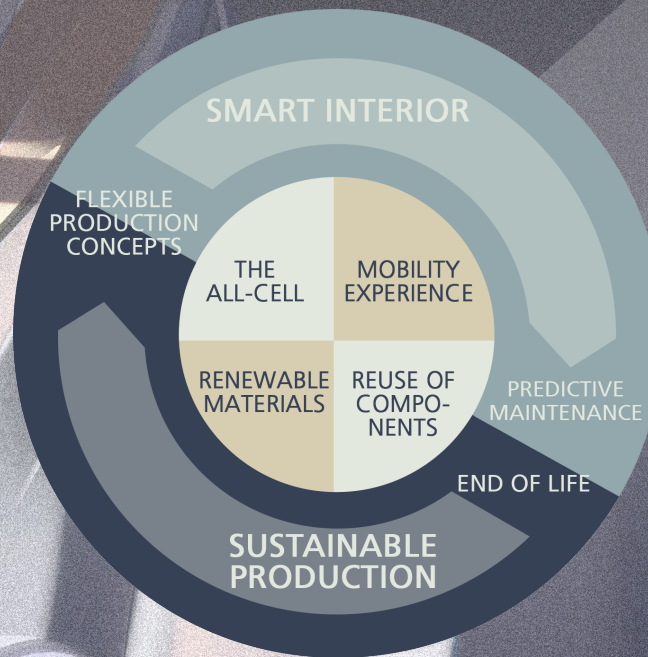 SMART INTERIOR
FLEXIBLE
PRODUCTION
CONCEPTS
THE
ALL-CELL
MOBILITY
EXPERIENCE
RENEWABLE
MATERIALS
REUSE OF
COMPO-
NENTS
PREDICTIVE
MAINTENANCE
END OF LIFE
SUSTAINABLE
PRODUCTION